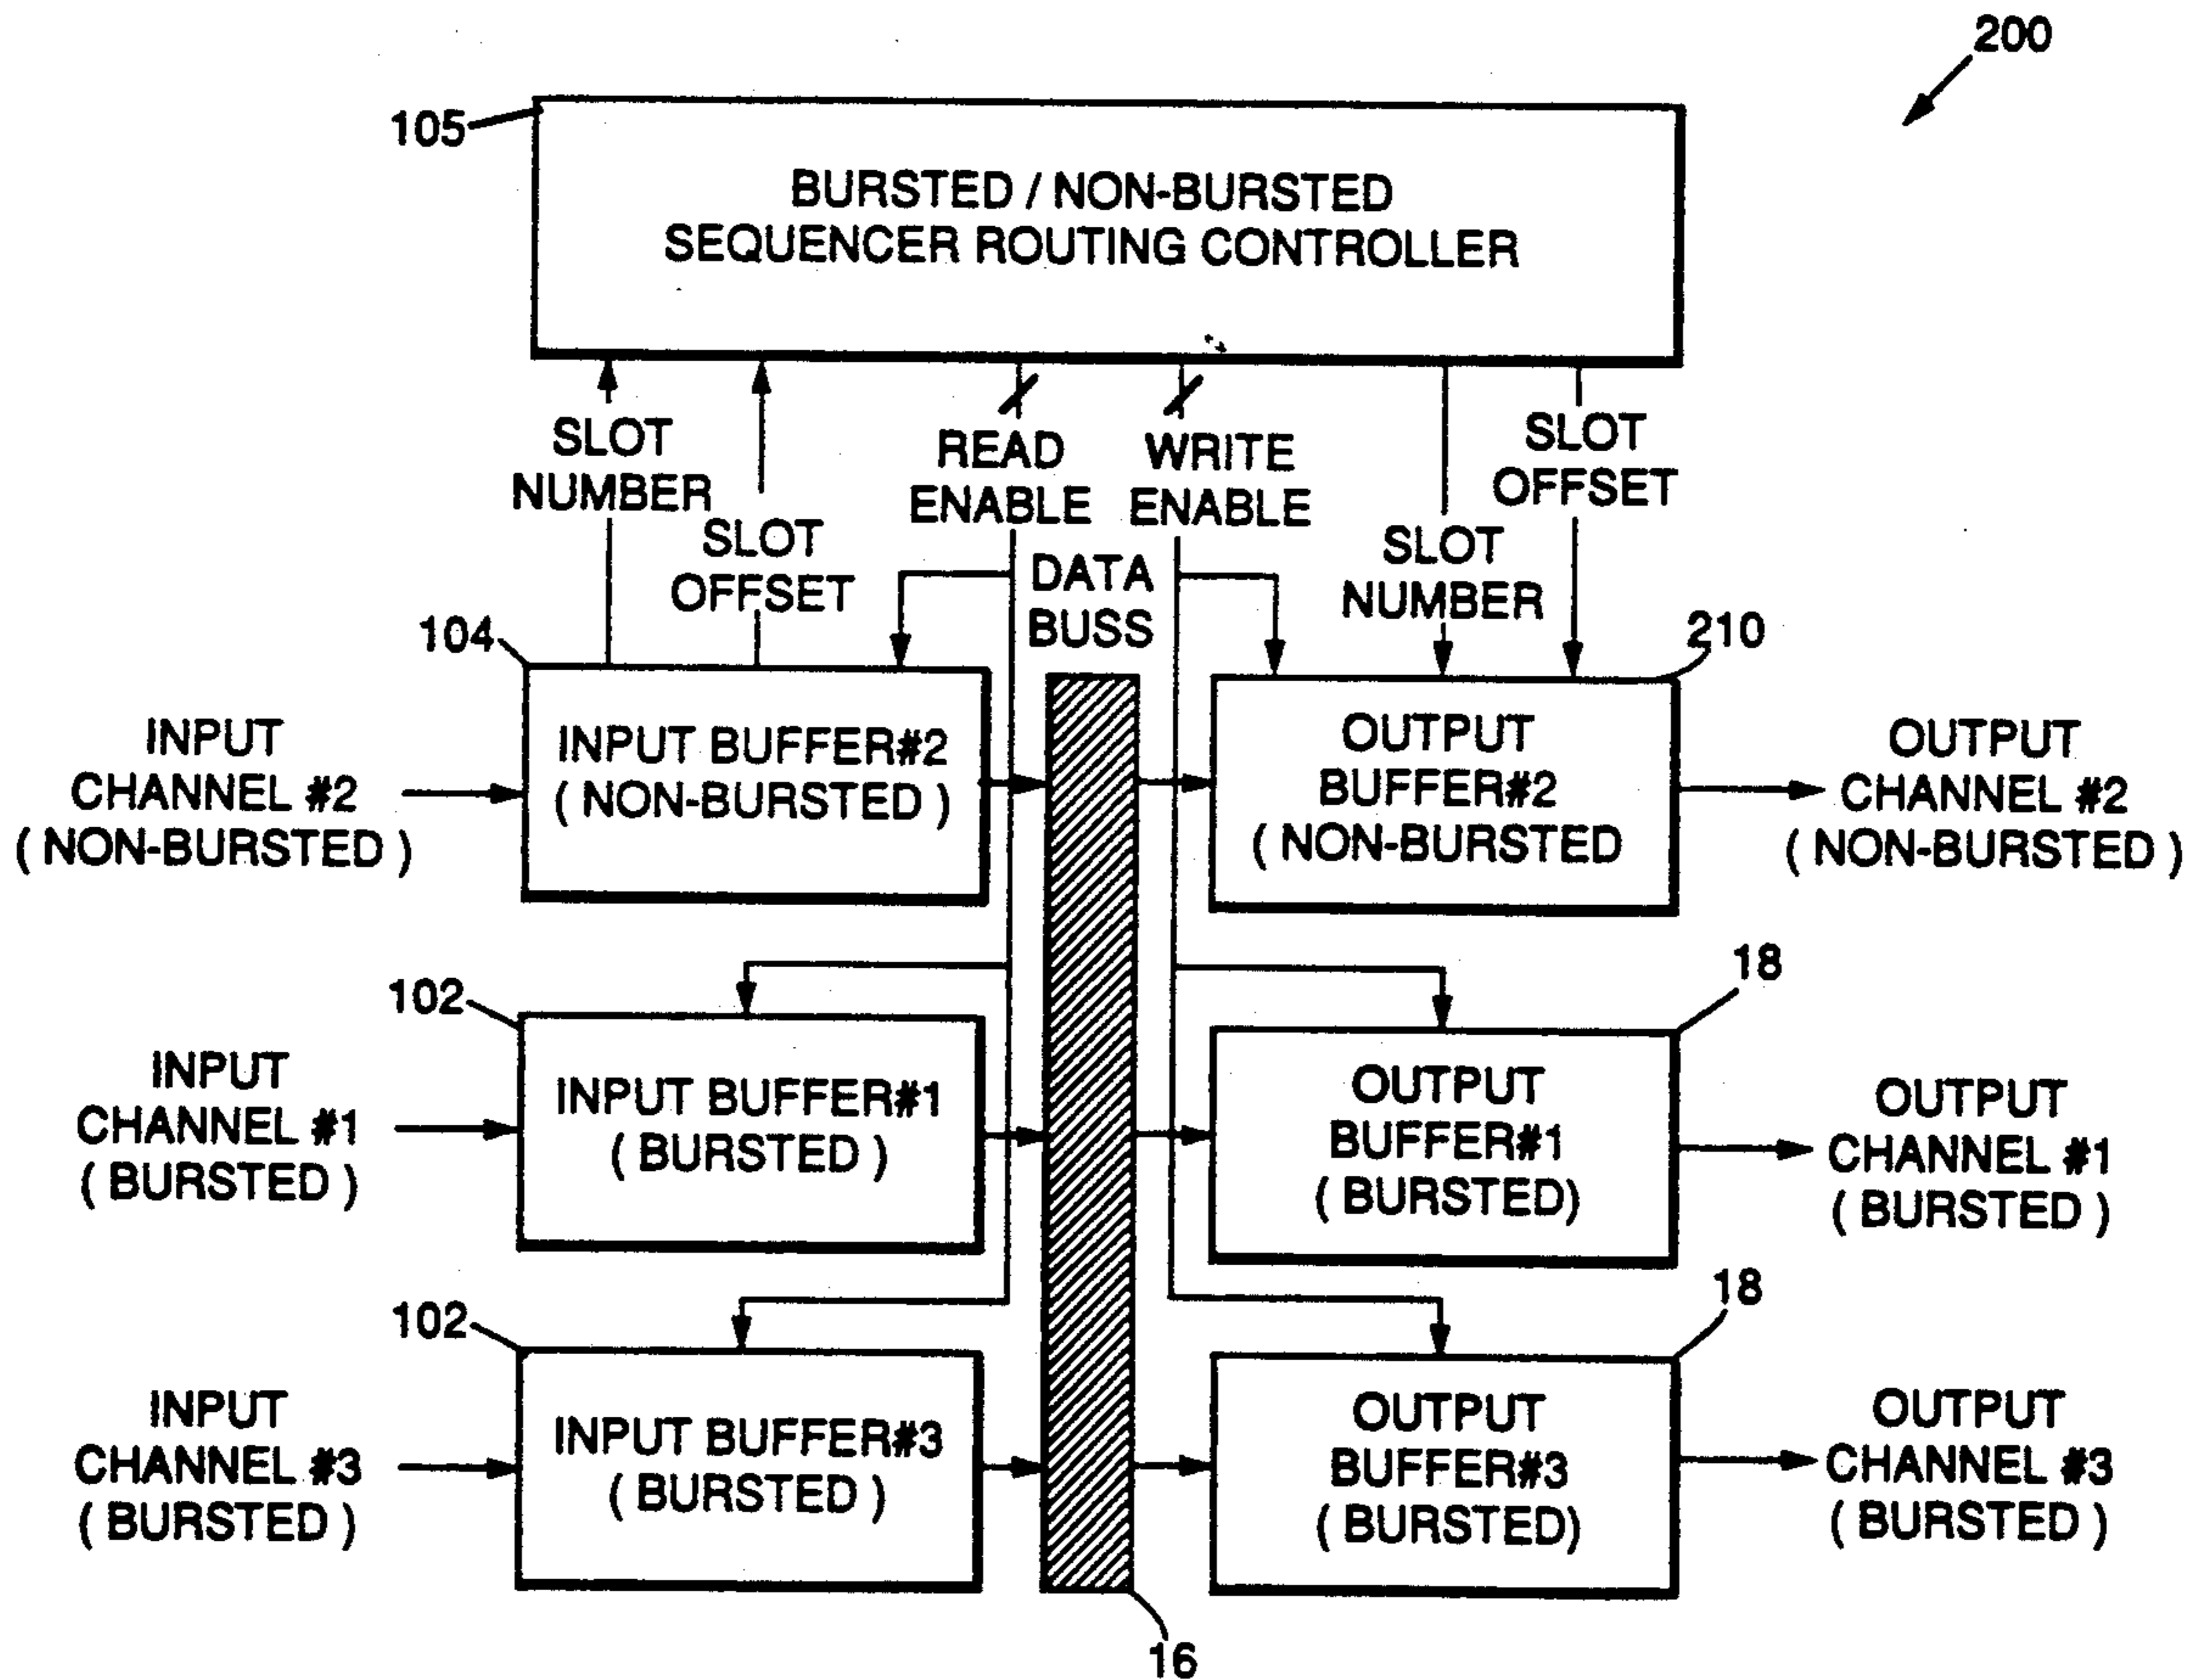 200
105
BURSTED / NON-BURSTED
SEQUENCER ROUTING CONTROLLER
SLOT
NUMBER
SLOT
OFFSET
READ
ENABLE
WRITE
ENABLE
SLOT
NUMBER
SLOT
OFFSET
DATA
BUSS
104
210
INPUT
CHANNEL #2
( NON-BURSTED )
INPUT BUFFER#2
( NON-BURSTED )
OUTPUT
BUFFER#2
( NON-BURSTED
OUTPUT
CHANNEL #2
( NON-BURSTED )
102
18
INPUT
CHANNEL #1
( BURSTED )
INPUT BUFFER#1
( BURSTED )
OUTPUT
BUFFER#1
( BURSTED)
OUTPUT
CHANNEL #1
( BURSTED )
102
18
INPUT
CHANNEL #3
( BURSTED )
INPUT BUFFER#3
( BURSTED )
OUTPUT
BUFFER#3
( BURSTED)
OUTPUT
CHANNEL #3
( BURSTED )
16